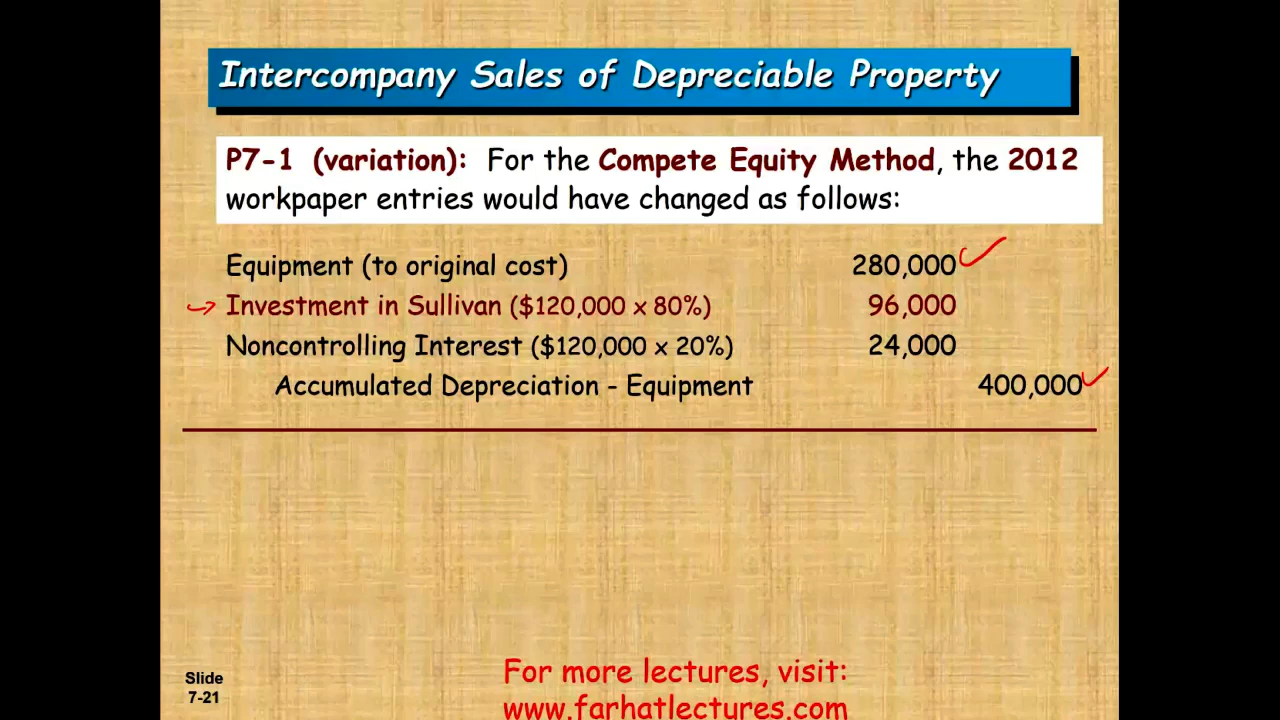 Intercompany Sales of Depreciable Property
P7-1 (variation): For the Compete Equity Method, the 2012
workpaper entries would have changed as follows:
Equipment (to original cost) 280,000
Investment in Sullivan ($120,000 x 80%) 96,000
Noncontrolling Interest ($120,000 x 20%) 24,000
Accumulated Depreciation - Equipment 400,000
Slide
7-21
For more lectures, visit:
www.farhatlectures.com